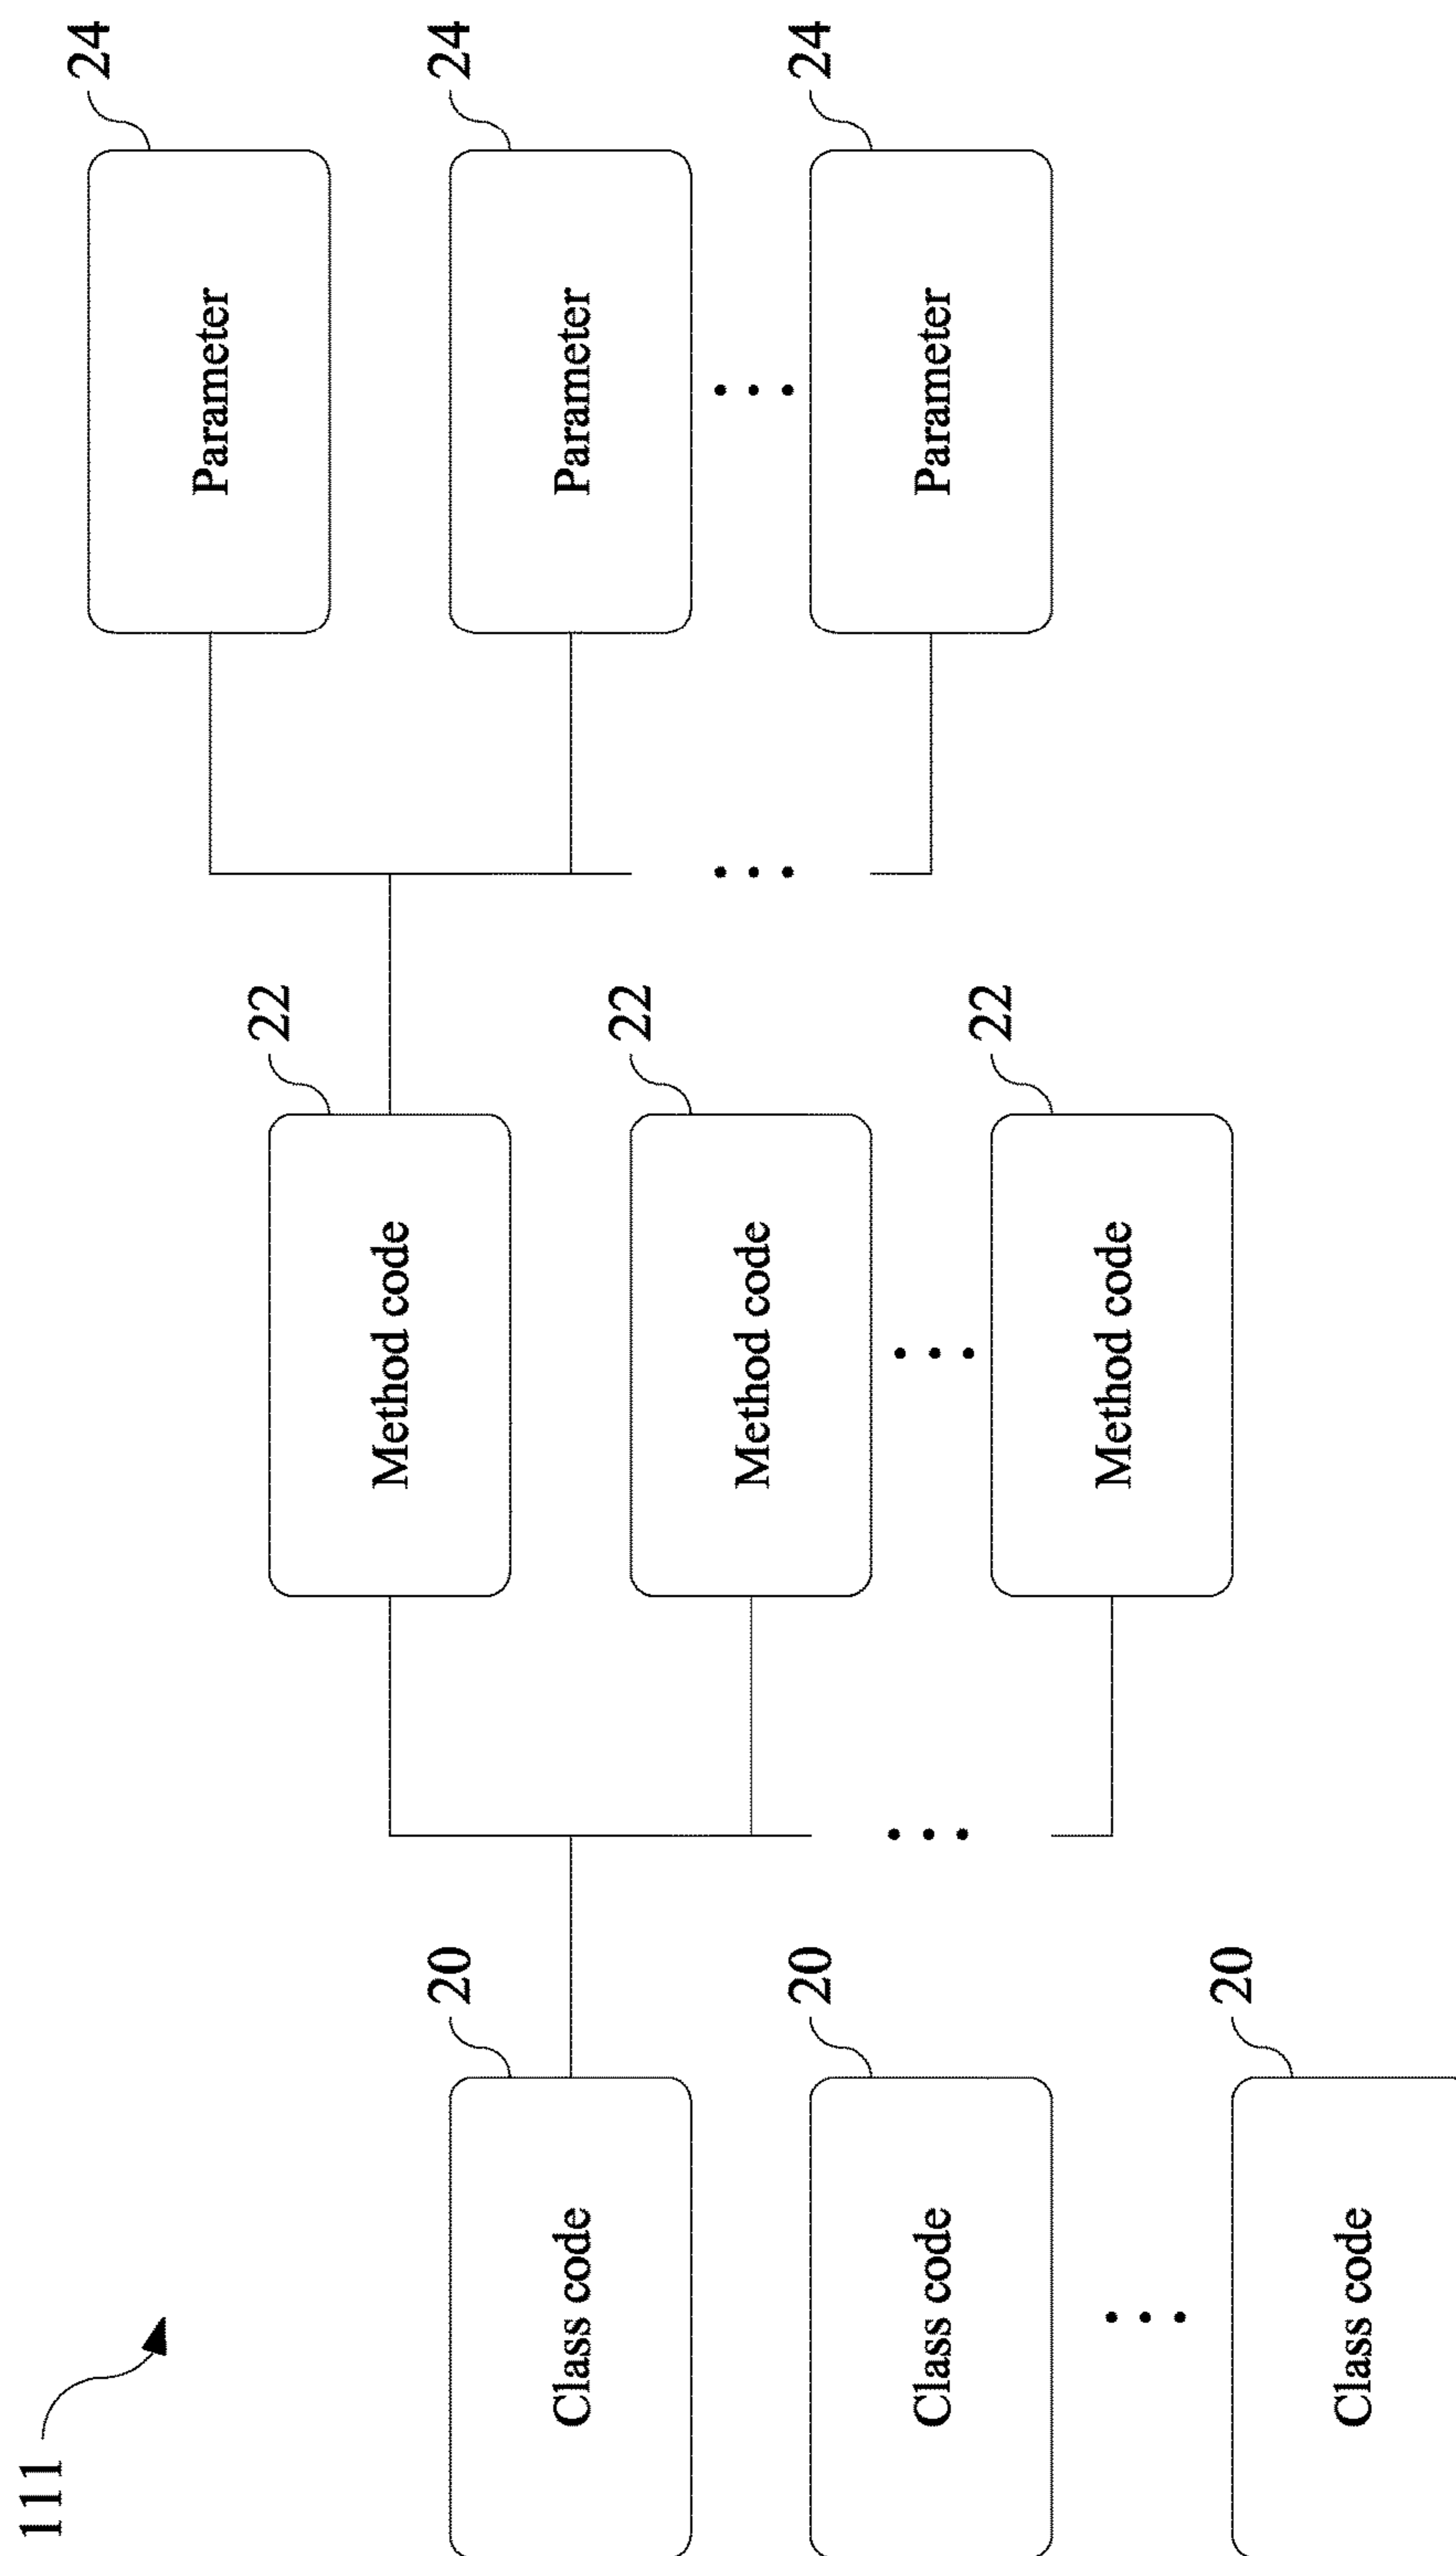 111
24
Parameter
22
Method code
20
24
Class code
Parameter
22
Method code
20
24
Class code
Parameter
22
Method code
20
Class code